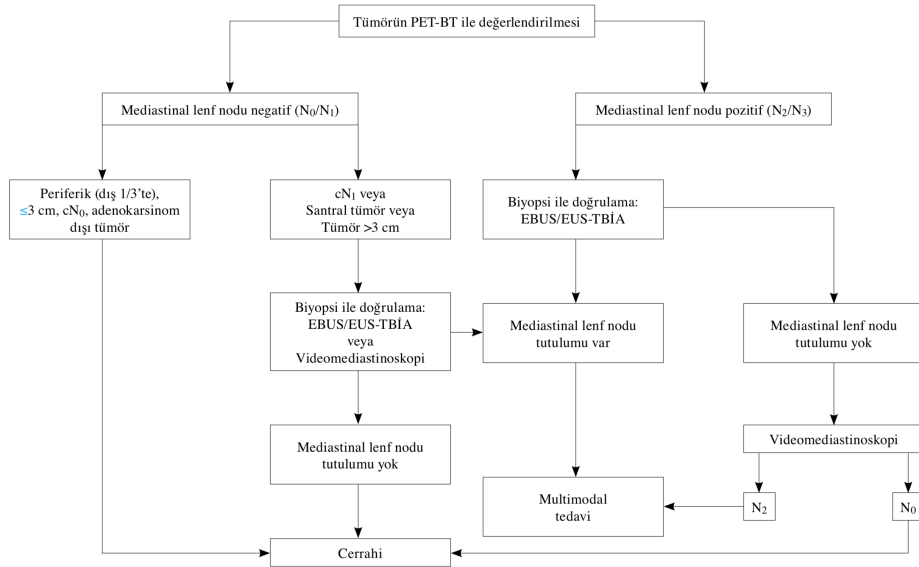 Tümörün PET-BT ile değerlendirilmesi
Mediastinal lenf nodu negatif (N₀/N₁)
Mediastinal lenf nodu pozitif (N₂/N₃)
Periferik (dış 1/3'te),
≤3 cm, cN₀, adenokarsinom
dışı tümör
cN₁ veya
Santral tümör veya
Tümör >3 cm
Biyopsi ile doğrulama:
EBUS/EUS-TBİA
Biyopsi ile doğrulama:
EBUS/EUS-TBİA
veya
Videomediastinoskopi
Mediastinal lenf nodu
tutulumu var
Mediastinal lenf nodu
tutulumu yok
Mediastinal lenf nodu
tutulumu yok
Videomediastinoskopi
Multimodal
tedavi
N₂
N₀
Cerrahi